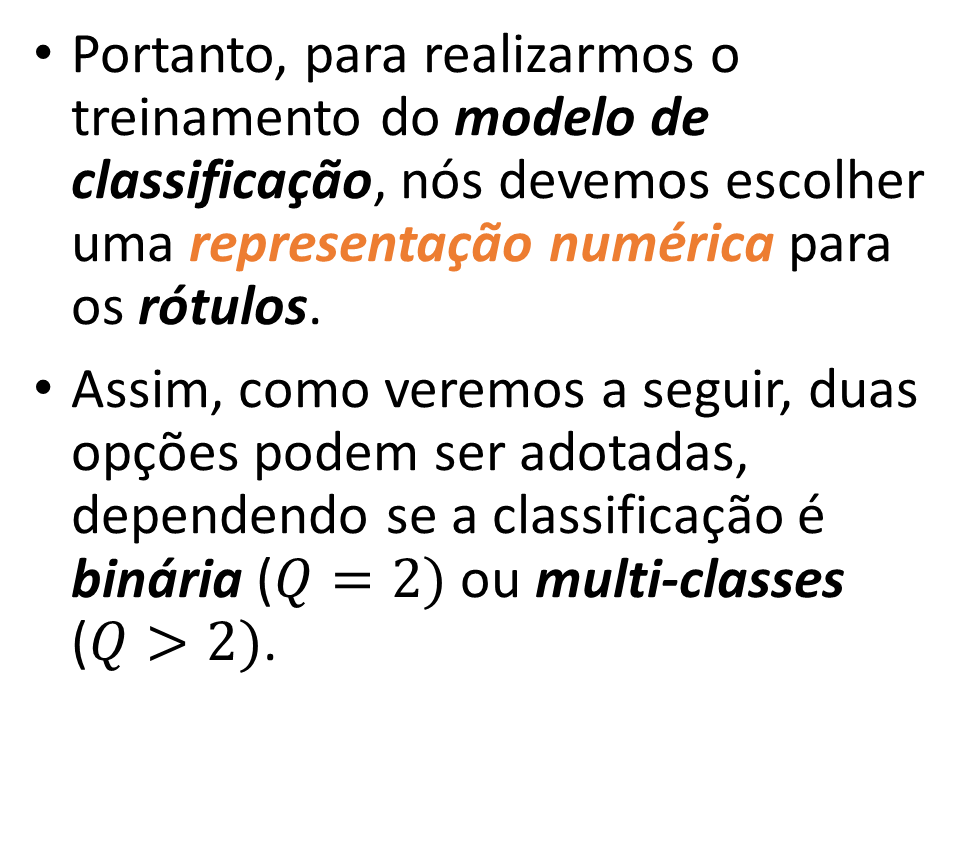 • Portanto, para realizarmos o
treinamento do modelo de
classificação, nós devemos escolher
uma representação numérica para
os rótulos.
• Assim, como veremos a seguir, duas
opções podem ser adotadas,
dependendo se a classificação é
binária (𝑄 = 2) ou multi-classes
(𝑄 > 2).